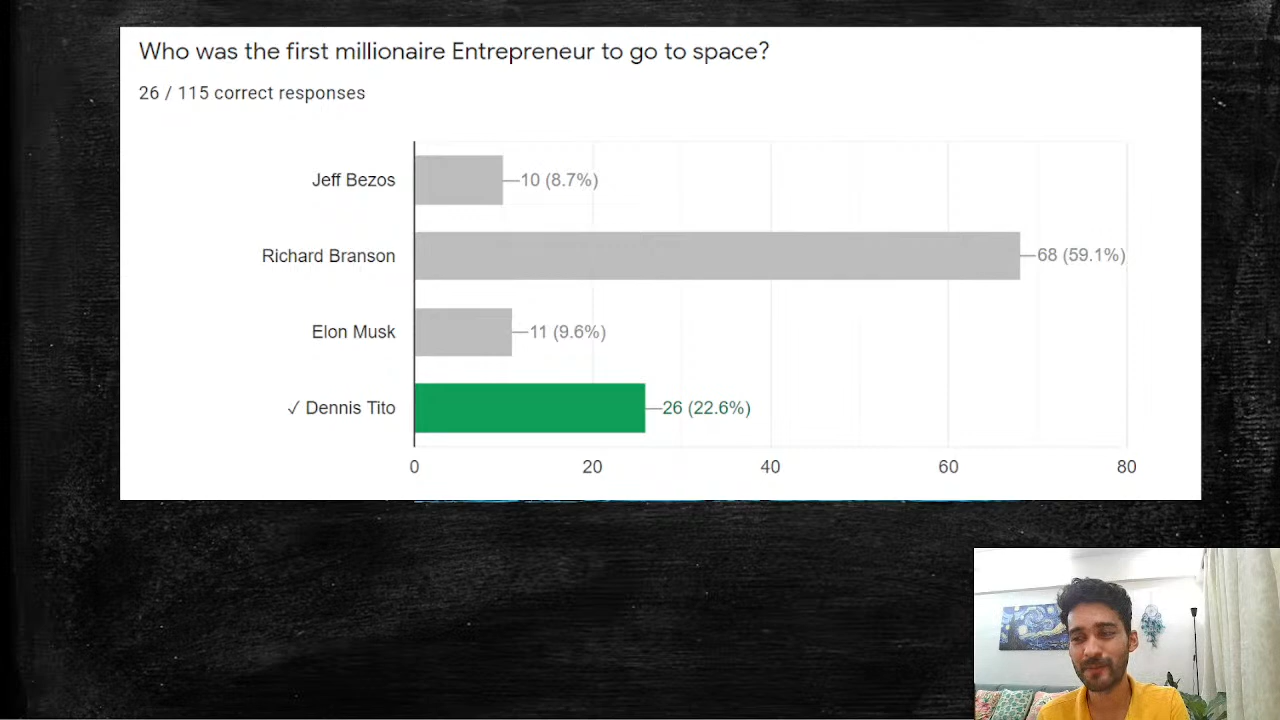 Who was the first millionaire Entrepreneur to go to space?
26 / 115 correct responses
Jeff Bezos
10 (8.7%)
Richard Branson
68 (59.1%)
Elon Musk
11 (9.6%)
✓ Dennis Tito
26 (22.6%)
0 20 40 60 80